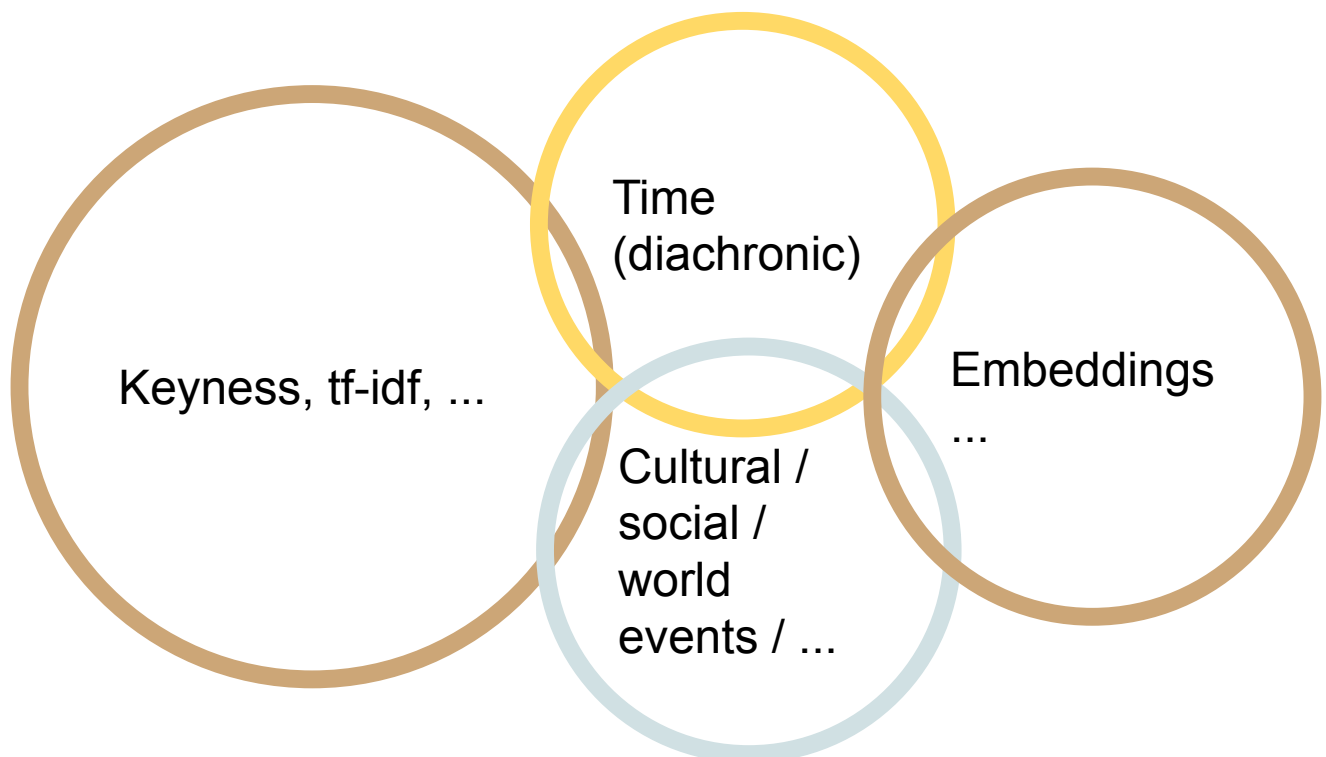 Time
(diachronic)
Keyness, tf-idf, ...
Embeddings
...
Cultural /
social /
world
events / ...